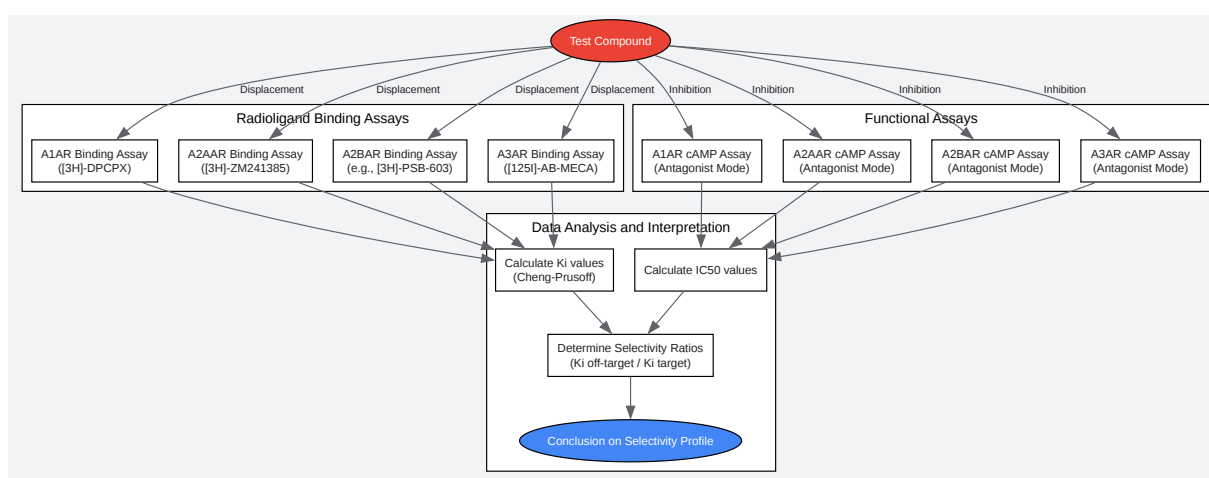 Test Compound
Displacement
Displacement
Displacement
Displacement
Inhibition
Inhibition
Inhibition
Inhibition
Radioligand Binding Assays
Functional Assays
A1AR Binding Assay
([3H]-DPCPX)
A2AAR Binding Assay
([3H]-ZM241385)
A2BAR Binding Assay
(e.g., [3H]-PSB-603)
A3AR Binding Assay
([125I]-AB-MECA)
A1AR cAMP Assay
(Antagonist Mode)
A2AAR cAMP Assay
(Antagonist Mode)
A2BAR cAMP Assay
(Antagonist Mode)
A3AR cAMP Assay
(Antagonist Mode)
Data Analysis and Interpretation
Calculate Ki values
(Cheng-Prusoff)
Calculate IC50 values
Determine Selectivity Ratios
(Ki off-target / Ki target)
Conclusion on Selectivity Profile